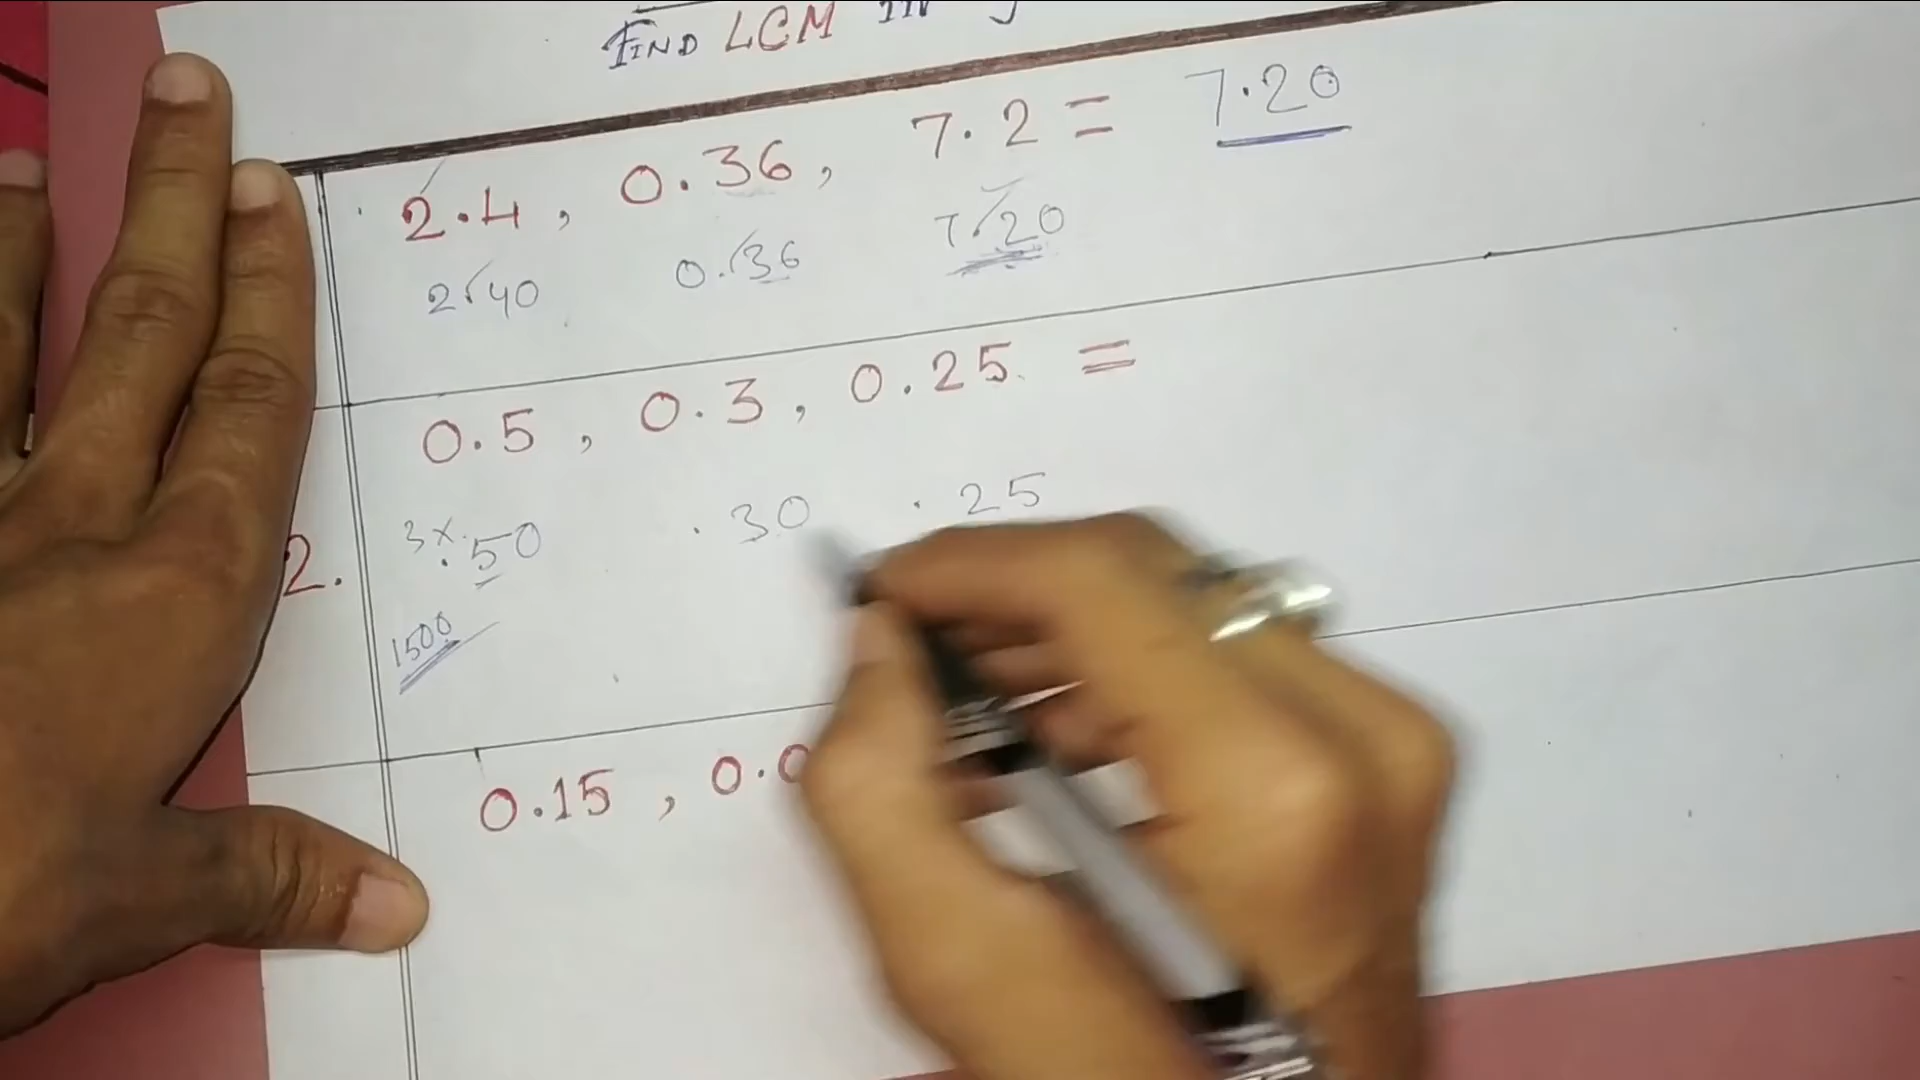 FIND LCM IN
2.4, 0.36, 7.2 = 7.20
2.40 0.36 7.20
0.5, 0.3, 0.25 =
3x .50 .30 .25
2.
1500
0.15, 0.0